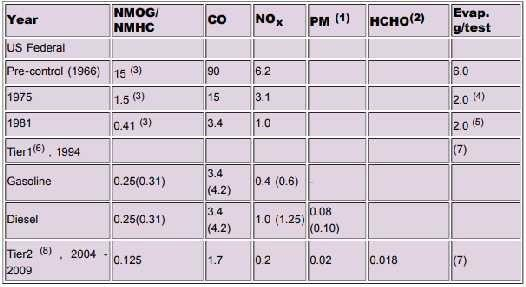 Year NMOG/ NMHC CO NOx PM (1) HCHO(2) Evap. g/test
US Federal
Pre-control (1966) 15 (3) 90 6.2 6.0
1975 1.5 (3) 15 3.1 2.0 (4)
1981 0.41 (3) 3.4 1.0 2.0 (5)
Tier1(6) , 1994 (7)
Gasoline 0.25(0.31) 3.4 (4.2) 0.4 (0.6) -
Diesel 0.25(0.31) 3.4 (4.2) 1.0 (1.25) 0.08 (0.10)
Tier2 (8) , 2004 - 2009 0.125 1.7 0.2 0.02 0.018 (7)